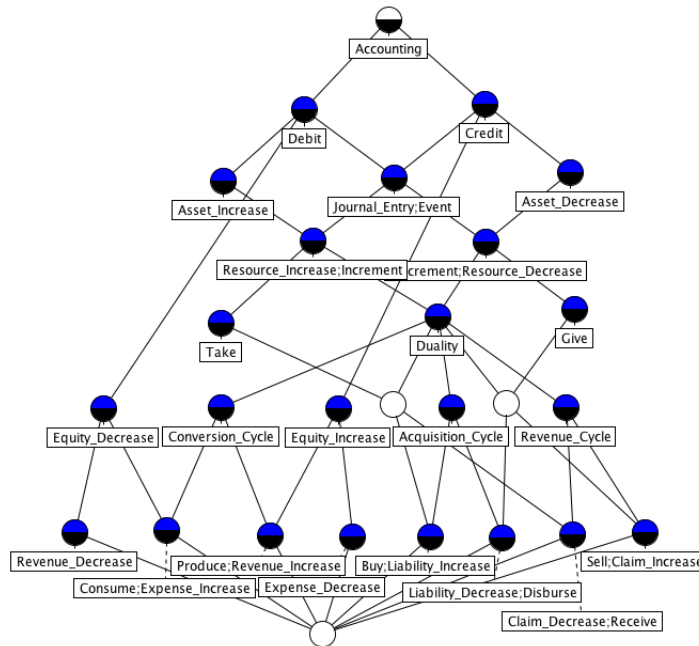 Accounting
Debit
Credit
Asset_Increase
Journal_Entry;Event
Asset_Decrease
Resource_Increase;Increment
crement;Resource_Decrease
Take
Duality
Give
Equity_Decrease
Conversion_Cycle
Equity_Increase
Acquisition_Cycle
Revenue_Cycle
Revenue_Decrease
Produce;Revenue_Increase
Buy;Liability_Increase
Sell;Claim_Increase
Consume;Expense_Increase
Expense_Decrease
Liability_Decrease;Disburse
Claim_Decrease;Receive